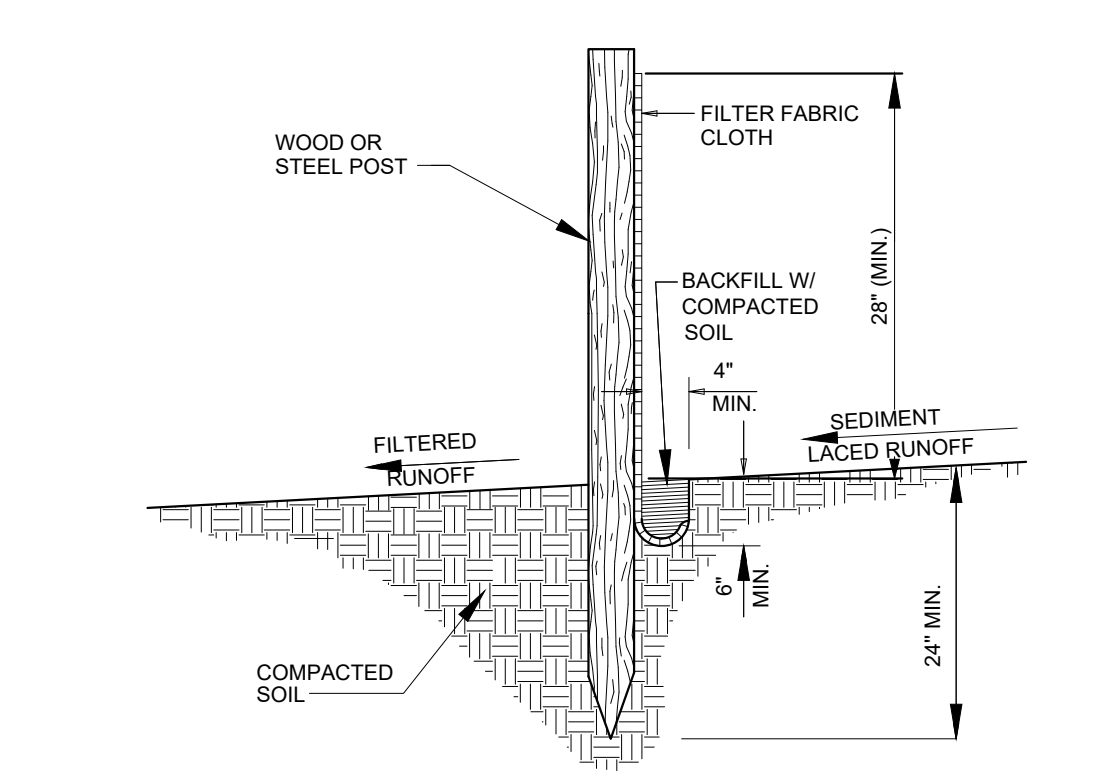 FILTER FABRIC
CLOTH
WOOD OR
STEEL POST
28" (MIN.)
BACKFILL W/
COMPACTED
SOIL
4"
MIN.
SEDIMENT
LACED RUNOFF
FILTERED
RUNOFF
6"
MIN.
24" MIN.
COMPACTED
SOIL